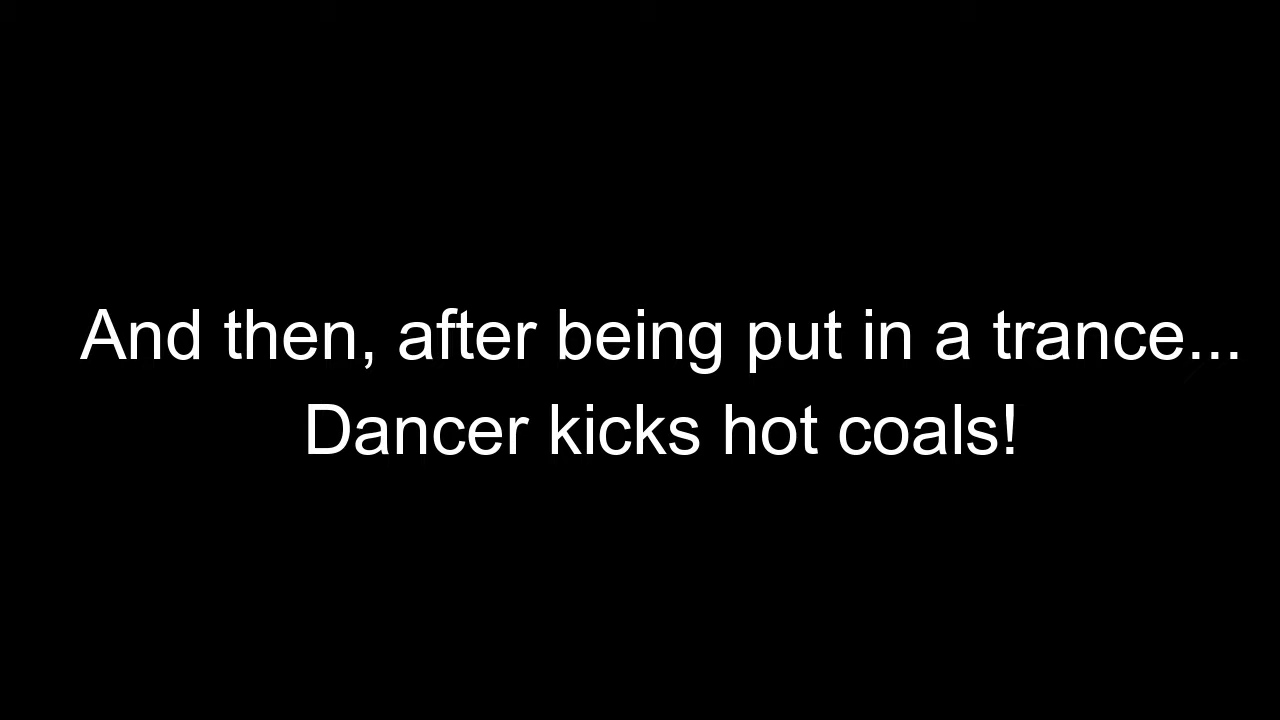 And then, after being put in a trance...
Dancer kicks hot coals!